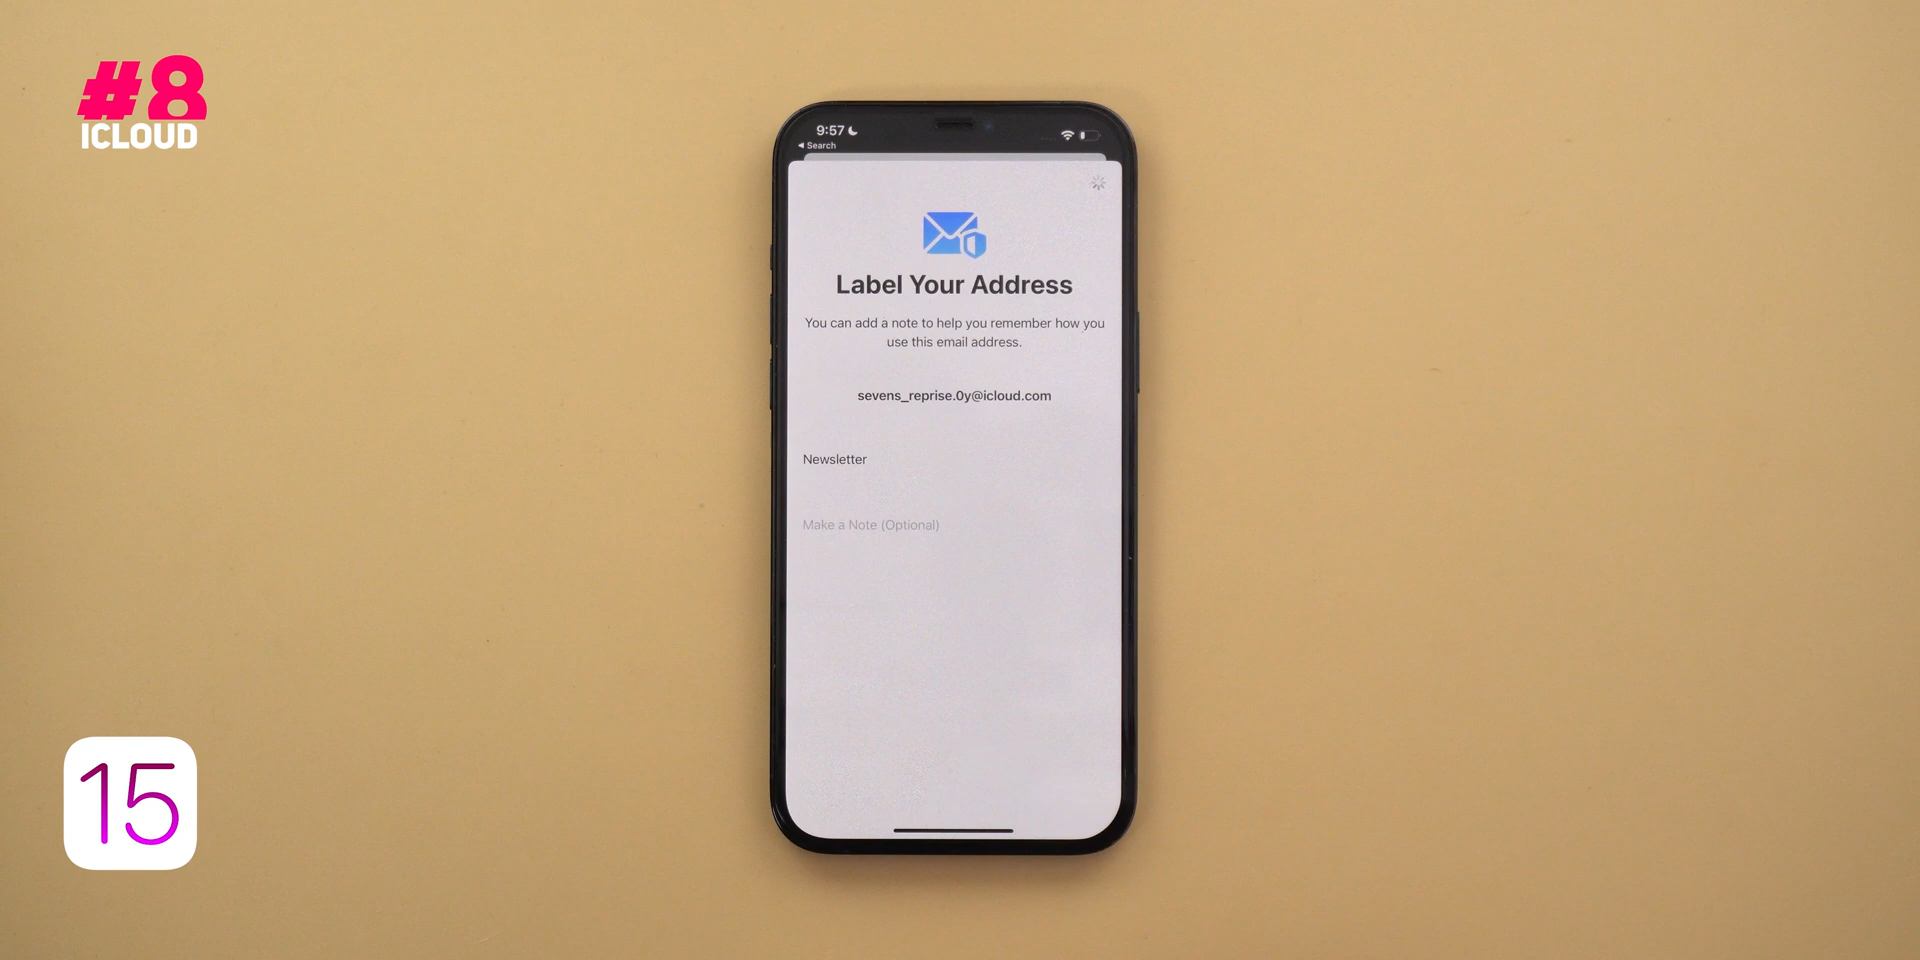 #8
ICLOUD
9:57
Search
Label Your Address
You can add a note to help you remember how you
use this email address.
sevens_reprise.0y@icloud.com
Newsletter
Make a Note (Optional)
15